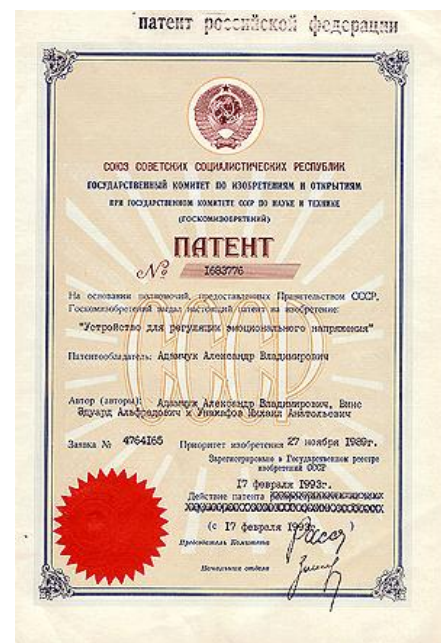 патент российской федерации
СОЮЗ СОВЕТСКИХ СОЦИАЛИСТИЧЕСКИХ РЕСПУБЛИК
ГОСУДАРСТВЕННЫЙ КОМИТЕТ ПО ИЗОБРЕТЕНИЯМ И ОТКРЫТИЯМ
ПРИ ГОСУДАРСТВЕННОМ КОМИТЕТЕ СССР ПО НАУКЕ И ТЕХНИКЕ
(ГОСКОМИЗОБРЕТЕНИЙ)
ПАТЕНТ
№ 1683776
На основании полномочий, предоставленных Правительством СССР,
Госкомизобретений выдал настоящий патент на изобретение:
"Устройство для регуляции эмоционального напряжения"
Патентообладатель: Адамчук Александр Владимирович
СССР
Автор (авторы): Адамчук Александр Владимирович, Винс
Эдуард Альфредович и Михаил Анатольевич
Заявка № 4764165 Приоритет изобретения 27 ноября 1989г.
Зарегистрировано в Государственном реестре
изобретений СССР
17 февраля 1993г.
Действие патента
(с 17 февраля 1993г. )
Председатель Комитета
Начальник отдела